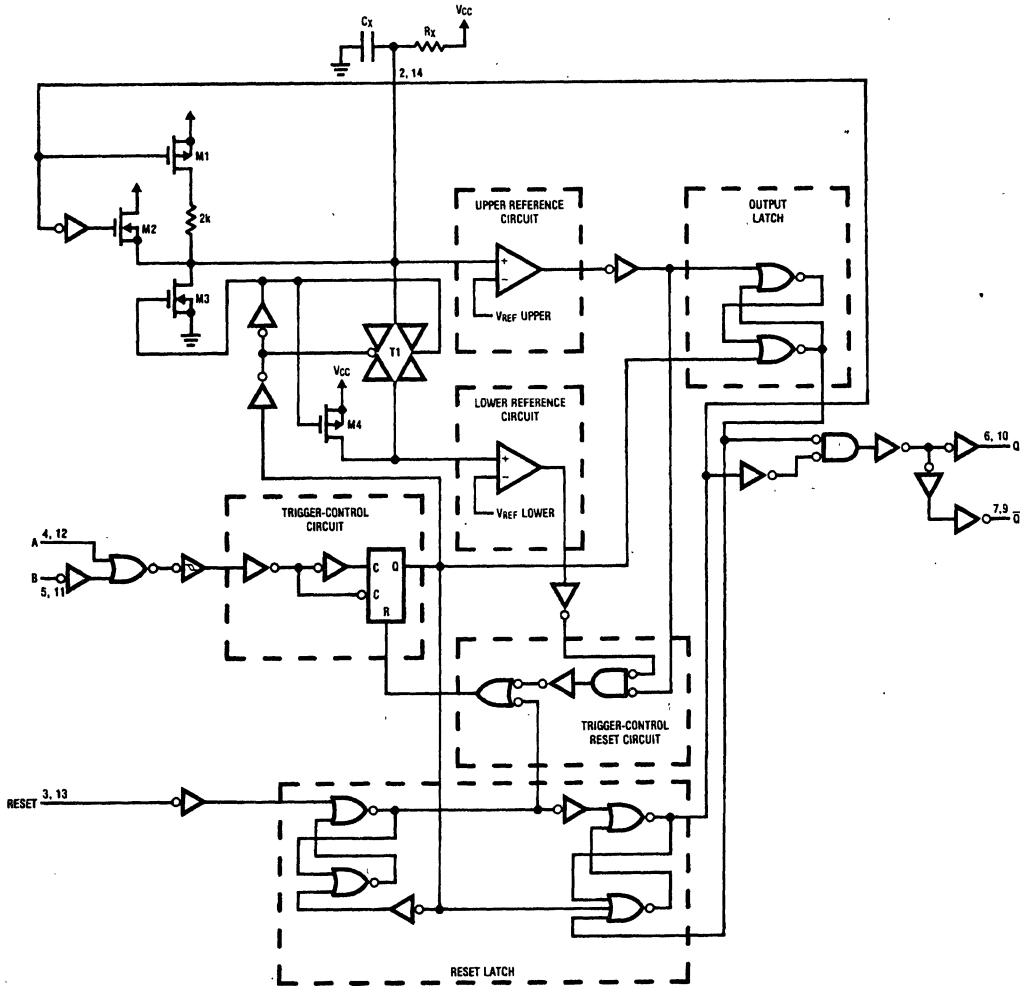 Cx
Rx
Vcc
2, 14
M1
M2
2k
M3
UPPER REFERENCE
CIRCUIT
+
−
VREF UPPER
OUTPUT
LATCH
T1
Vcc
M4
LOWER REFERENCE
CIRCUIT
+
−
VREF LOWER
6, 10
Q
7,9
Q̅
TRIGGER-CONTROL
CIRCUIT
A
4, 12
B
5, 11
C
Q
C
R
TRIGGER-CONTROL
RESET CIRCUIT
RESET
3, 13
RESET LATCH